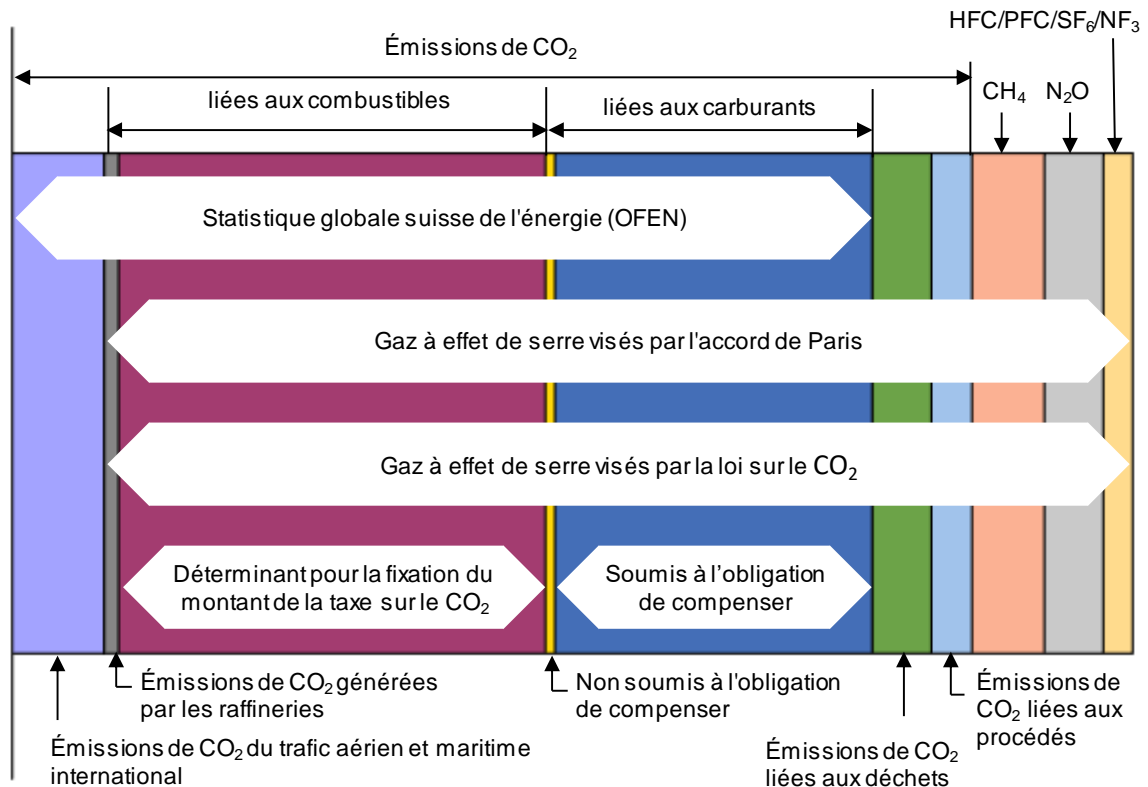 HFC/PFC/SF₆/NF₃
Émissions de CO₂
CH₄ N₂O
liées aux combustibles
liées aux carburants
Statistique globale suisse de l'énergie (OFEN)
Gaz à effet de serre visés par l'accord de Paris
Gaz à effet de serre visés par la loi sur le CO₂
Déterminant pour la fixation du
montant de la taxe sur le CO₂
Soumis à l’obligation
de compenser
Émissions de CO₂ générées
par les raffineries
Non soumis à l'obligation
de compenser
Émissions de
CO₂ liées aux
procédés
Émissions de CO₂ du trafic aérien et maritime
international
Émissions de CO₂
liées aux déchets